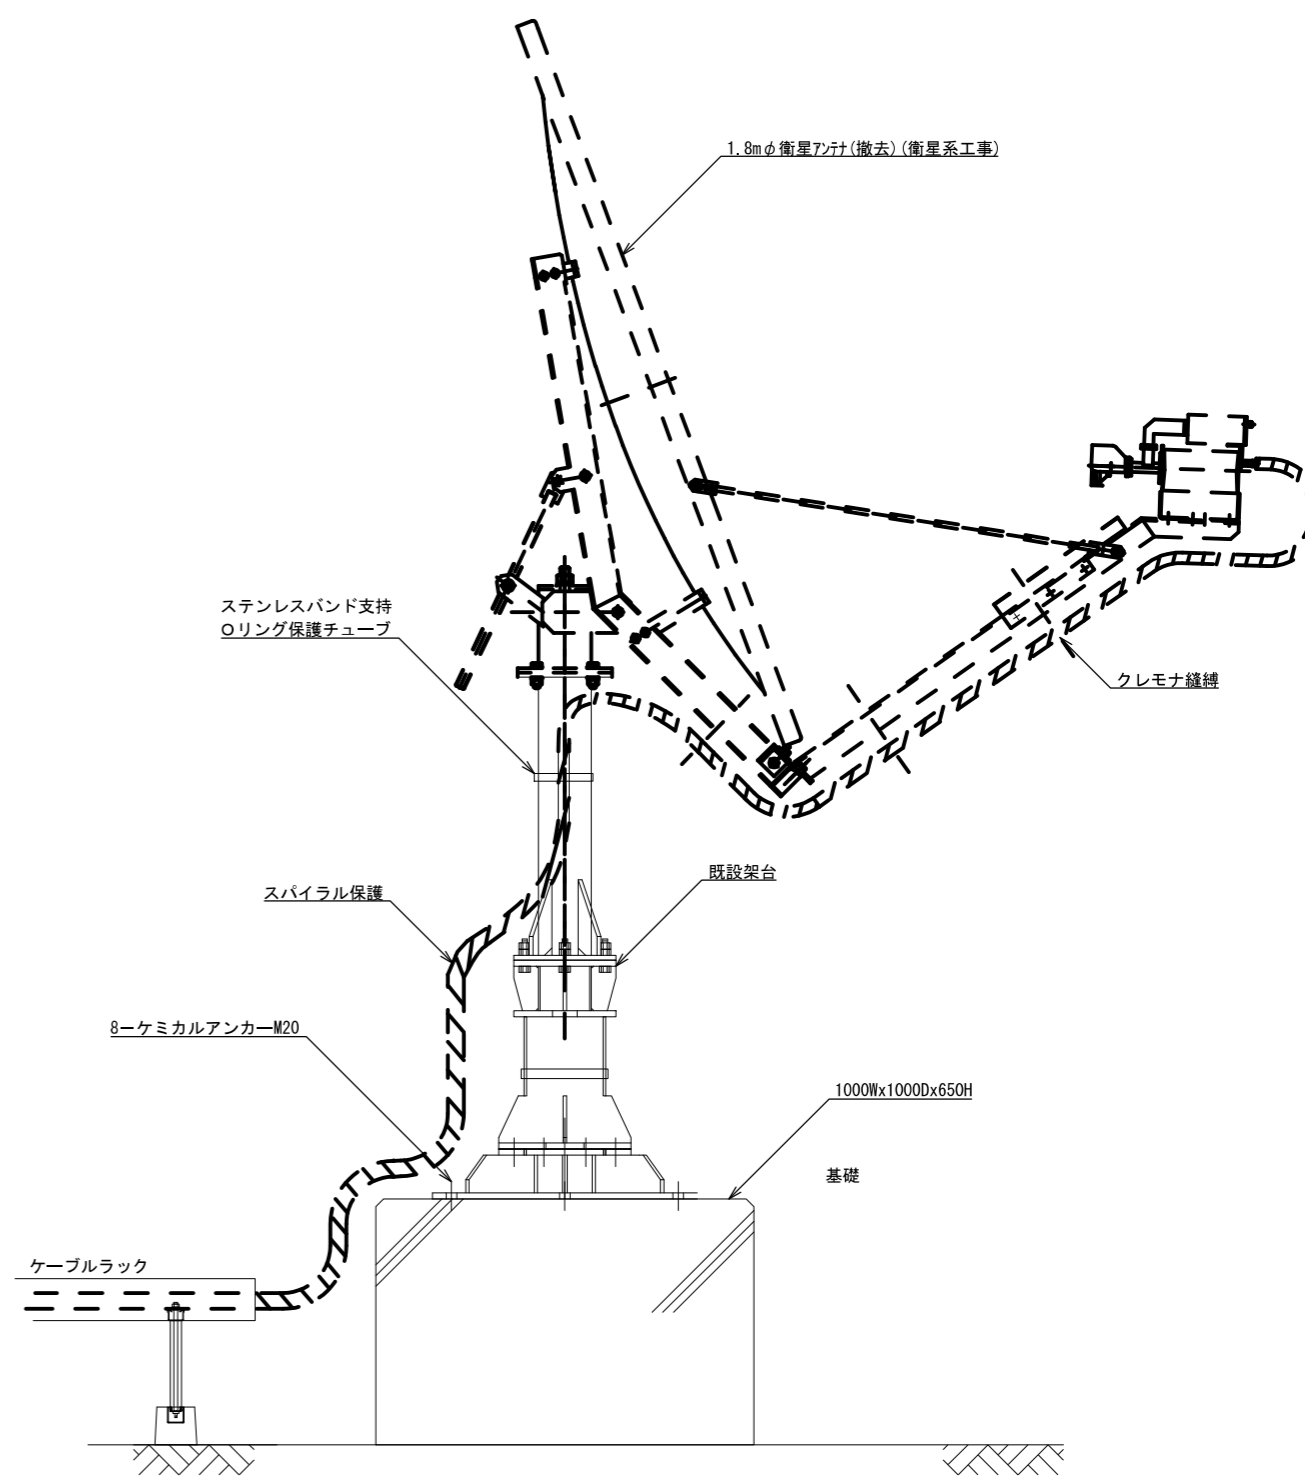 1.8mφ衛星ｱﾝﾃﾅ(撤去)(衛星系工事)
ステンレスバンド支持
Oリング保護チューブ
クレモナ縫縛
既設架台
スパイラル保護
8ーケミカルアンカーM20
1000Wx1000Dx650H
基礎
ケーブルラック